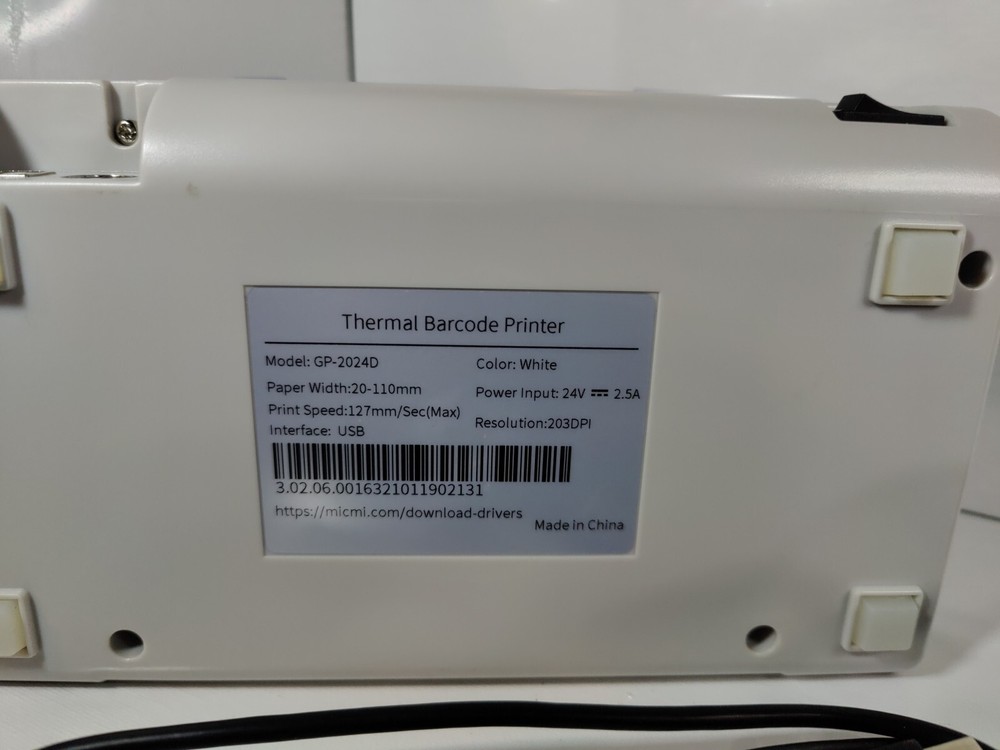 Thermal Barcode Printer
Model: GP-2024D Color: White
Paper Width:20-110mm Power Input: 24V ⎓ 2.5A
Print Speed:127mm/Sec(Max) Resolution:203DPI
Interface: USB
3.02.06.0016321011902131
https://micmi.com/download-drivers
Made in China